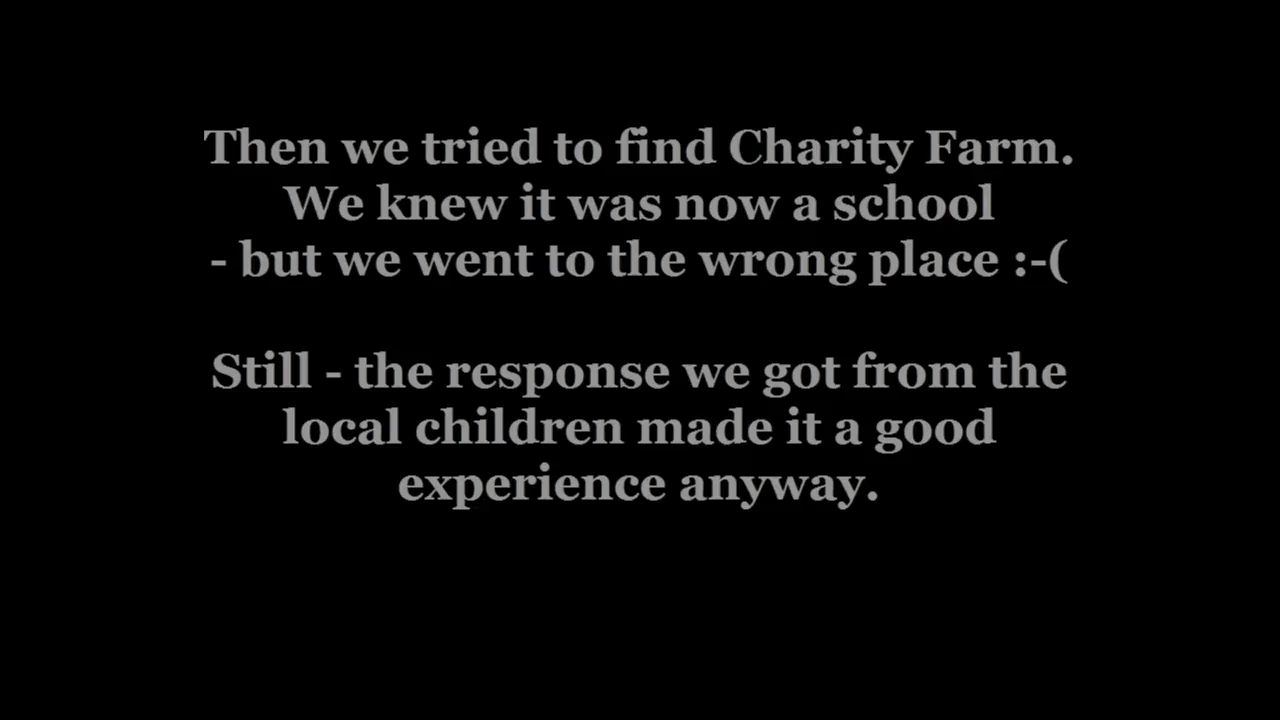 Then we tried to find Charity Farm.
We knew it was now a school
- but we went to the wrong place :-(
Still - the response we got from the
local children made it a good
experience anyway.